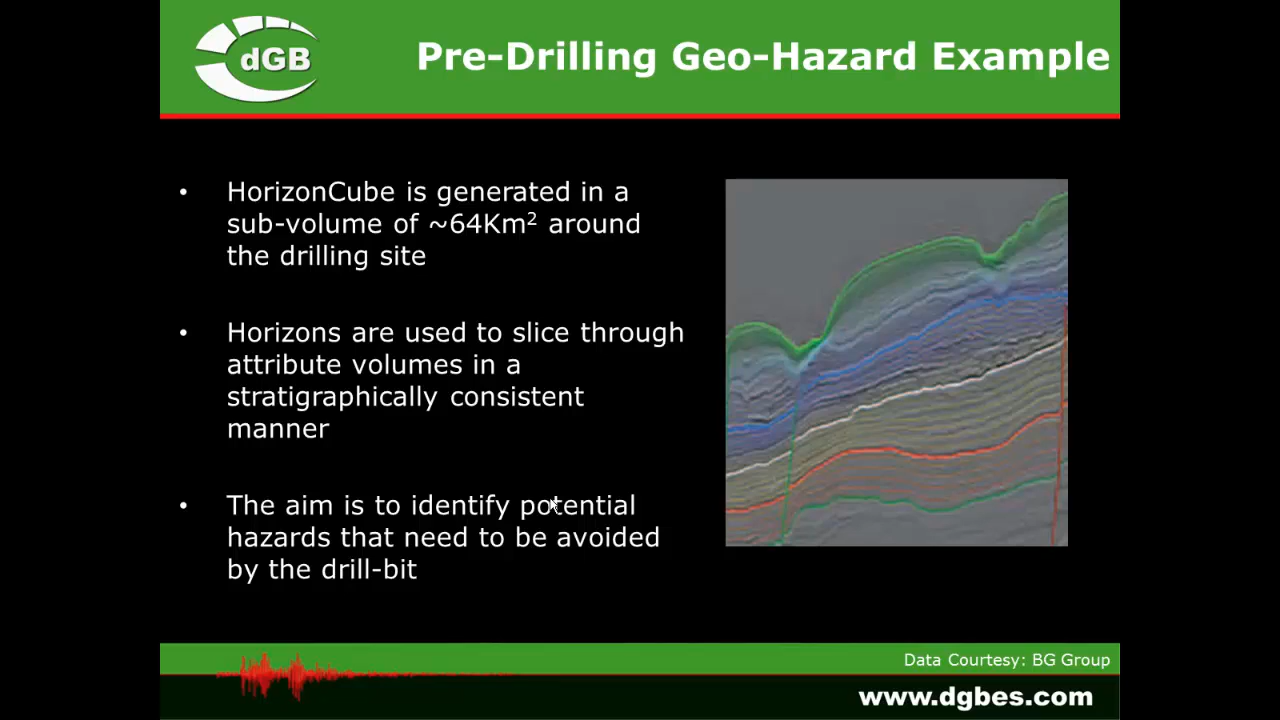 dGB
Pre-Drilling Geo-Hazard Example
• HorizonCube is generated in a
sub-volume of ~64Km² around
the drilling site
• Horizons are used to slice through
attribute volumes in a
stratigraphically consistent
manner
• The aim is to identify potential
hazards that need to be avoided
by the drill-bit
Data Courtesy: BG Group
www.dgbes.com